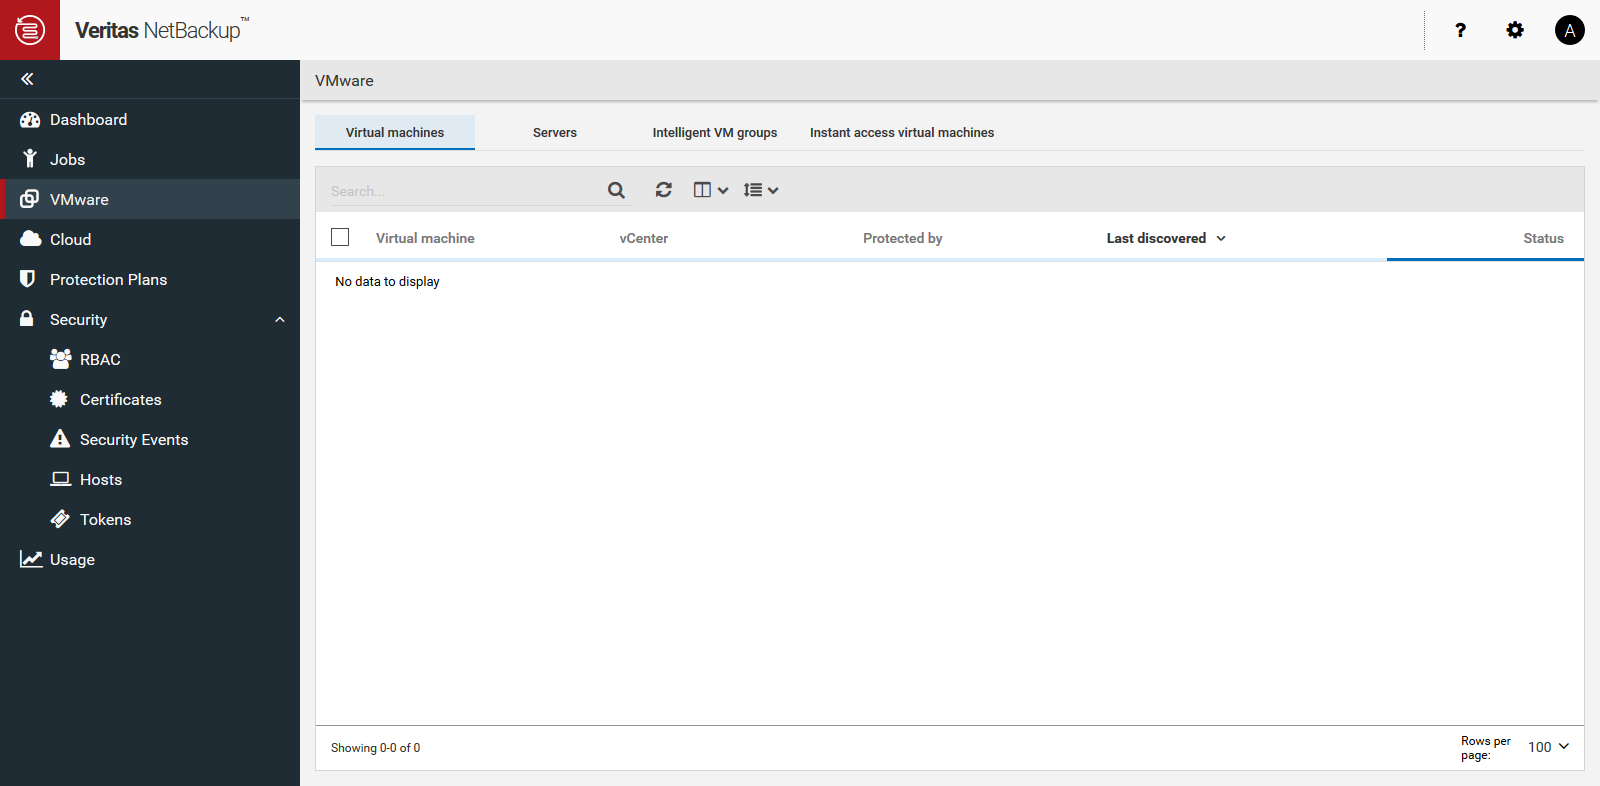 Veritas NetBackup™
?
A
VMware
Dashboard
Jobs
VMware
Cloud
Protection Plans
Security
RBAC
Certificates
Security Events
Hosts
Tokens
Usage
Virtual machines Servers Intelligent VM groups Instant access virtual machines
Search...
Virtual machine vCenter Protected by Last discovered Status
No data to display
Showing 0-0 of 0
Rows per
page:
100